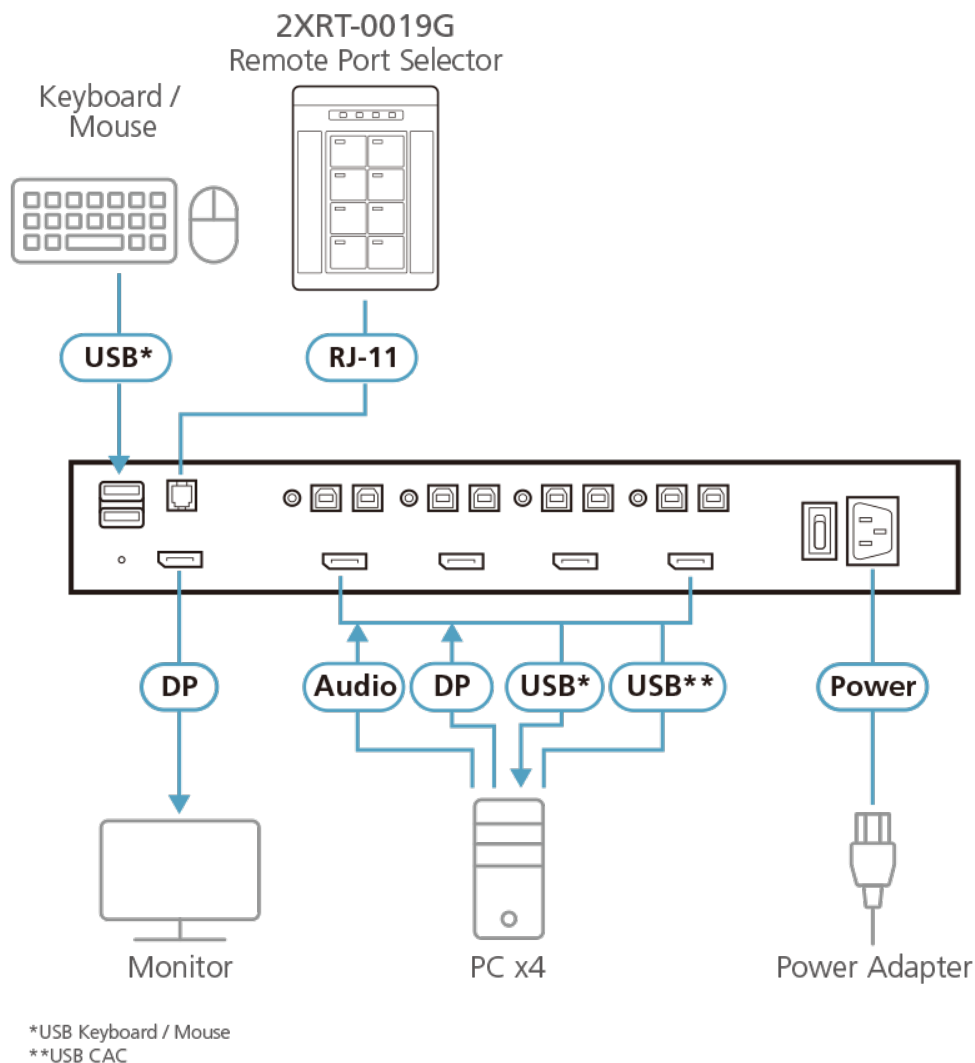 2XRT-0019G
Remote Port Selector
Keyboard /
Mouse
USB*
RJ-11
DP
Audio
DP
USB*
USB**
Power
Monitor
PC x4
Power Adapter
*USB Keyboard / Mouse
**USB CAC